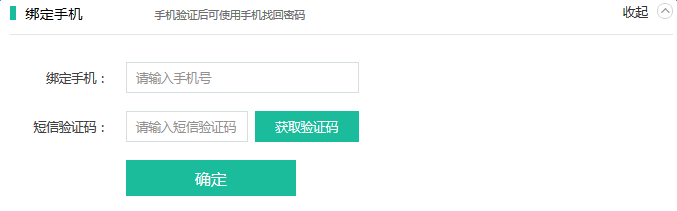 绑定手机 手机验证后可使用手机找回密码 收起
绑定手机： 请输入手机号
短信验证码： 请输入短信验证码 获取验证码
确定